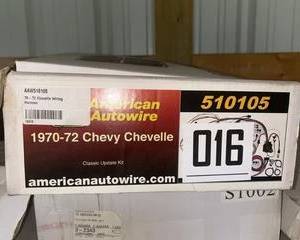 AAW510105
70 - 72 Chevelle Wiring
Harness
American
Autowire
510105
1970-72 Chevy Chevelle
016
Classic Update Kit
americanautowire.com
S1002